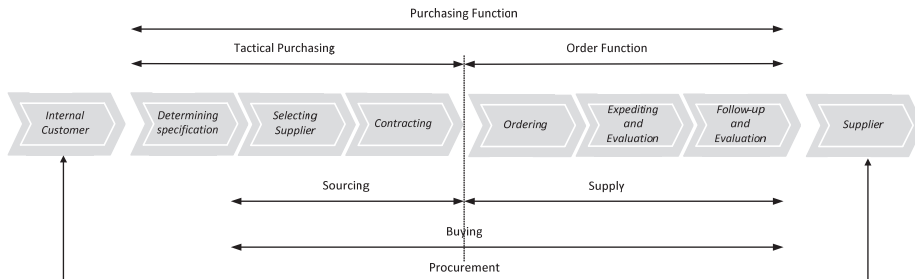 Purchasing Function
Tactical Purchasing
Order Function
Internal
Customer
Determining
specification
Selecting
Supplier
Contracting
Ordering
Expediting
and
Evaluation
Follow-up
and
Evaluation
Supplier
Sourcing
Supply
Buying
Procurement